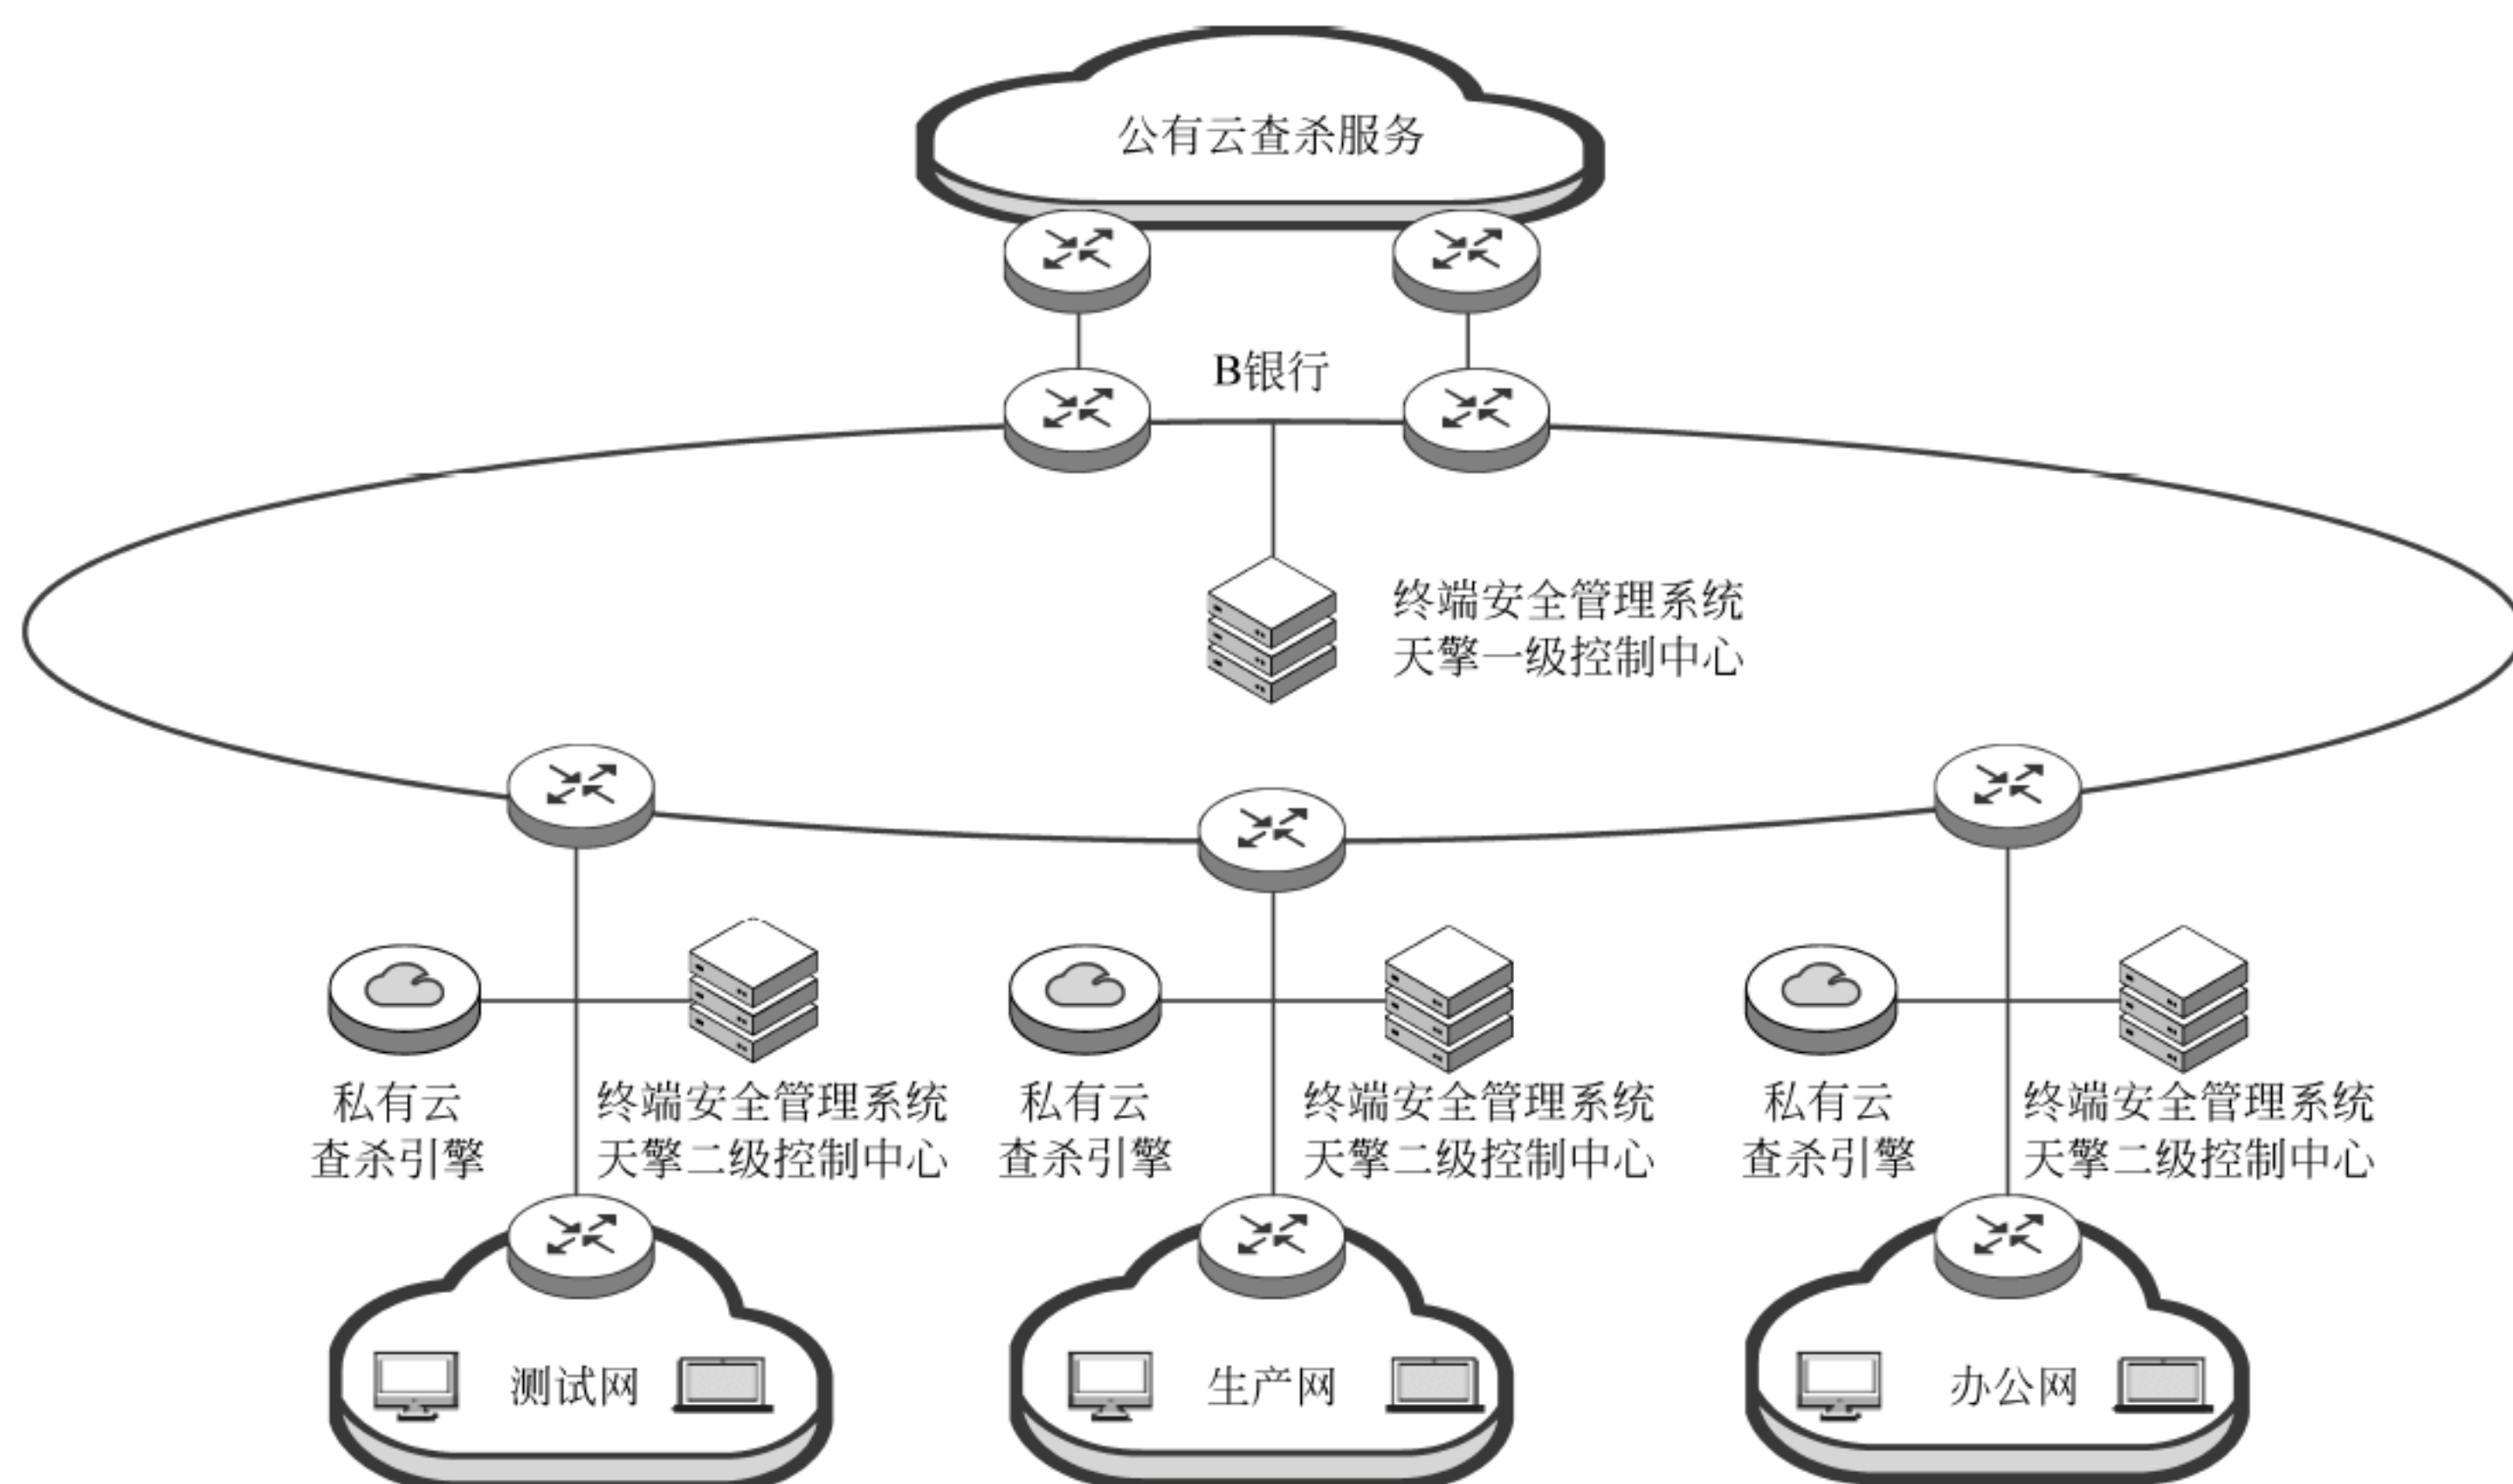 公有云查杀服务
B银行
终端安全管理系统
天擎一级控制中心
私有云
查杀引擎
终端安全管理系统
天擎二级控制中心
私有云
查杀引擎
终端安全管理系统
天擎二级控制中心
私有云
查杀引擎
终端安全管理系统
天擎二级控制中心
测试网
生产网
办公网